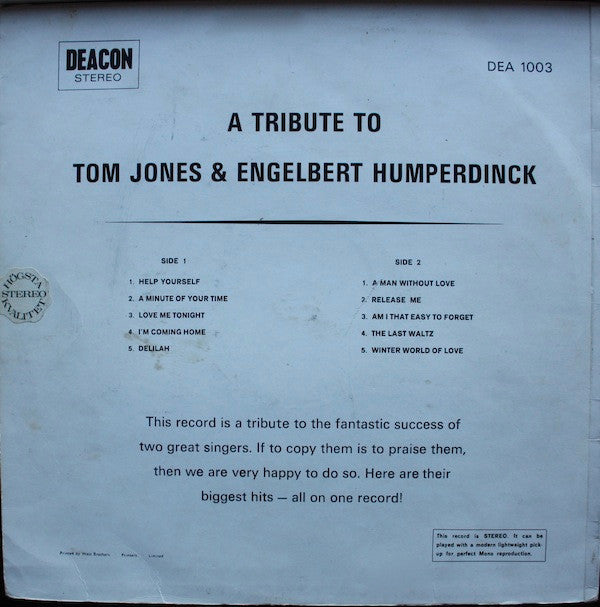 DEACON
STEREO
DEA 1003
A TRIBUTE TO
TOM JONES & ENGELBERT HUMPERDINCK
SIDE 1
1. HELP YOURSELF
2. A MINUTE OF YOUR TIME
3. LOVE ME TONIGHT
4. I'M COMING HOME
5. DELILAH
SIDE 2
1. A MAN WITHOUT LOVE
2. RELEASE ME
3. AM I THAT EASY TO FORGET
4. THE LAST WALTZ
5. WINTER WORLD OF LOVE
HÖGSTA
STEREO
KVALITET
This record is a tribute to the fantastic success of
two great singers. If to copy them is to praise them,
then we are very happy to do so. Here are their
biggest hits — all on one record!
This record is STEREO. It can be
played with a modern lightweight pick-
up for perfect Mono reproduction.
Printed by Brothers Printers Limited